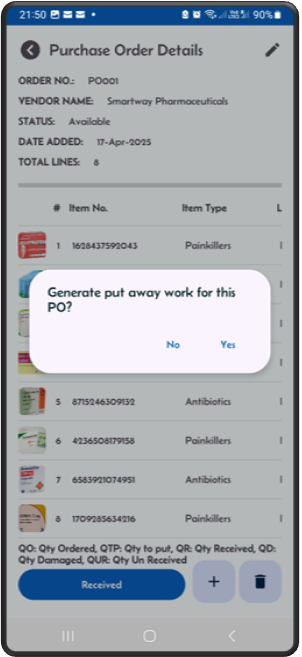 21:50 90%
Purchase Order Details
ORDER NO.: PO001
VENDOR NAME: Smartway Pharmaceuticals
STATUS: Available
DATE ADDED: 17-Apr-2025
TOTAL LINES: 8
# Item No. Item Type L
1 1628437592043 Painkillers
Generate put away work for this
PO?
No Yes
5 8715246309132 Antibiotics
6 4236508179158 Painkillers
7 6583921074951 Antibiotics
8 1709285634216 Painkillers
QO: Qty Ordered, QTP: Qty to put, QR: Qty Received, QD:
Qty Damaged, QUR: Qty Un Received
Received +